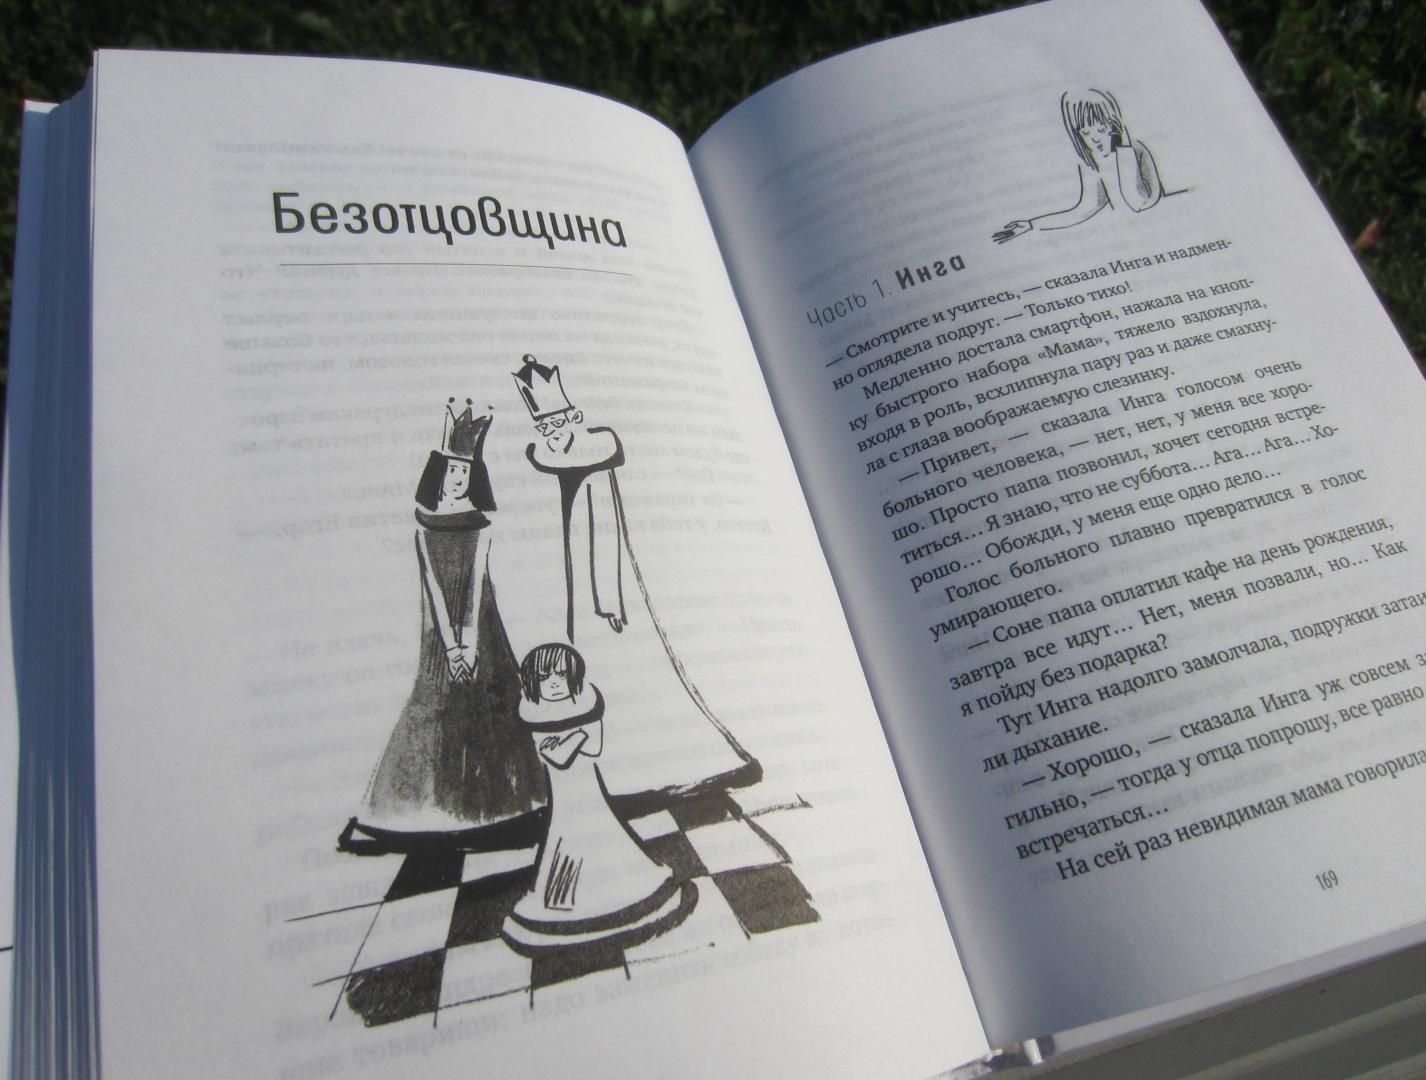 Безотцовщина
Часть 1. Инга
— Смотрите и учитесь, — сказала Инга и надмен-
но оглядела подруг. — Только тихо!
Медленно достала смартфон, нажала на кноп-
ку быстрого набора «Мама», тяжело вздохнула,
входя в роль, всхлипнула пару раз и даже смахну-
ла с глаза воображаемую слезинку.
— Привет, — сказала Инга голосом очень
больного человека, — нет, нет, у меня все хоро-
шо. Просто папа позвонил, хочет сегодня встре-
титься… Я знаю, что не суббота… Ага… Ага… Хо-
рошо… Обожди, у меня еще одно дело…
Голос больного плавно превратился в голос
умирающего.
— Соне папа оплатил кафе на день рождения,
завтра все идут… Нет, меня позвали, но… Как
я пойду без подарка?
Тут Инга надолго замолчала, подружки затаи
ли дыхание.
— Хорошо, — сказала Инга уж совсем за
гильно, — тогда у отца попрошу, все равно
встречаться…
На сей раз невидимая мама говорила
169